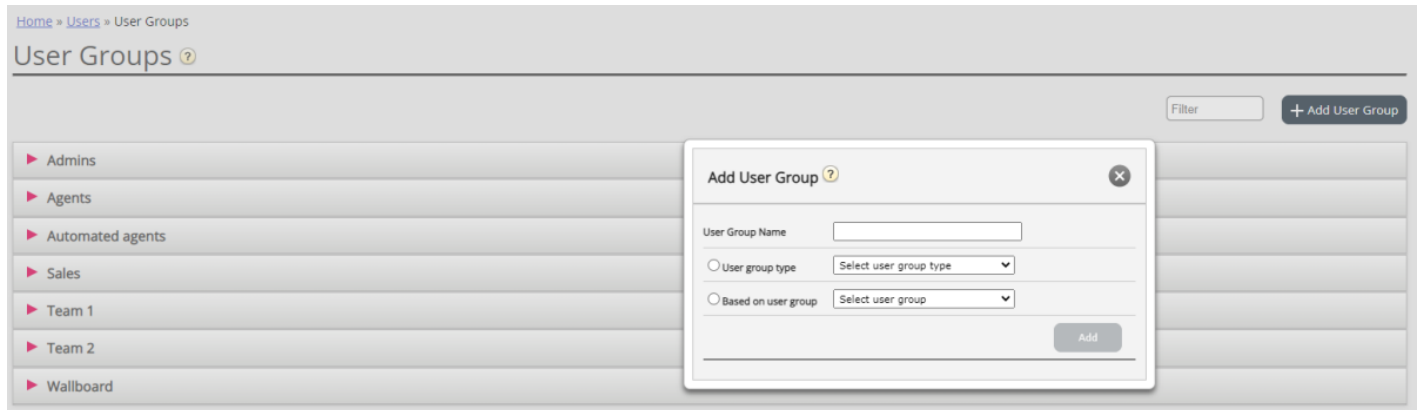 Home » Users » User Groups
User Groups ?
Filter
+ Add User Group
Admins
Agents
Automated agents
Sales
Team 1
Team 2
Wallboard
Add User Group ?
User Group Name
User group type Select user group type
Based on user group Select user group
Add